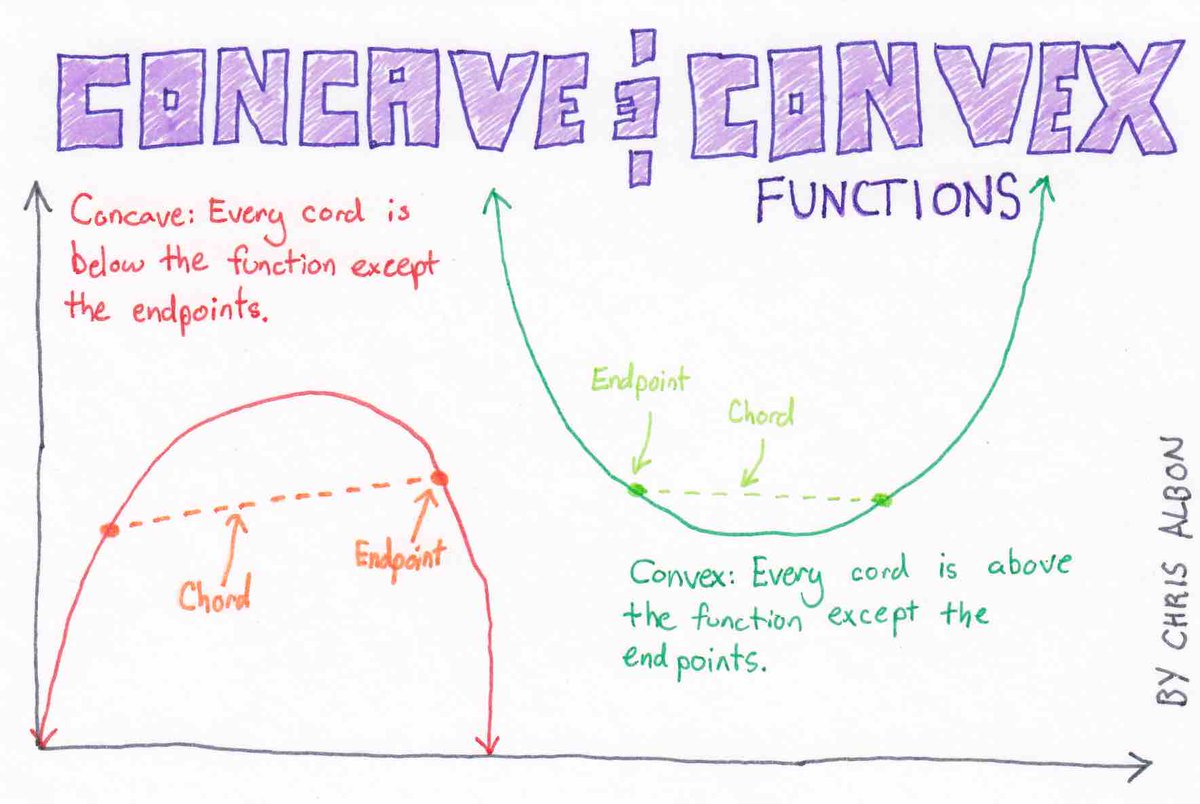 CONCAVE & CONVEX
FUNCTIONS
Concave: Every cord is
below the function except
the endpoints.
Endpoint
Chord
Chord
Endpoint
Convex: Every cord is above
the function except the
endpoints.
BY CHRIS ALBON